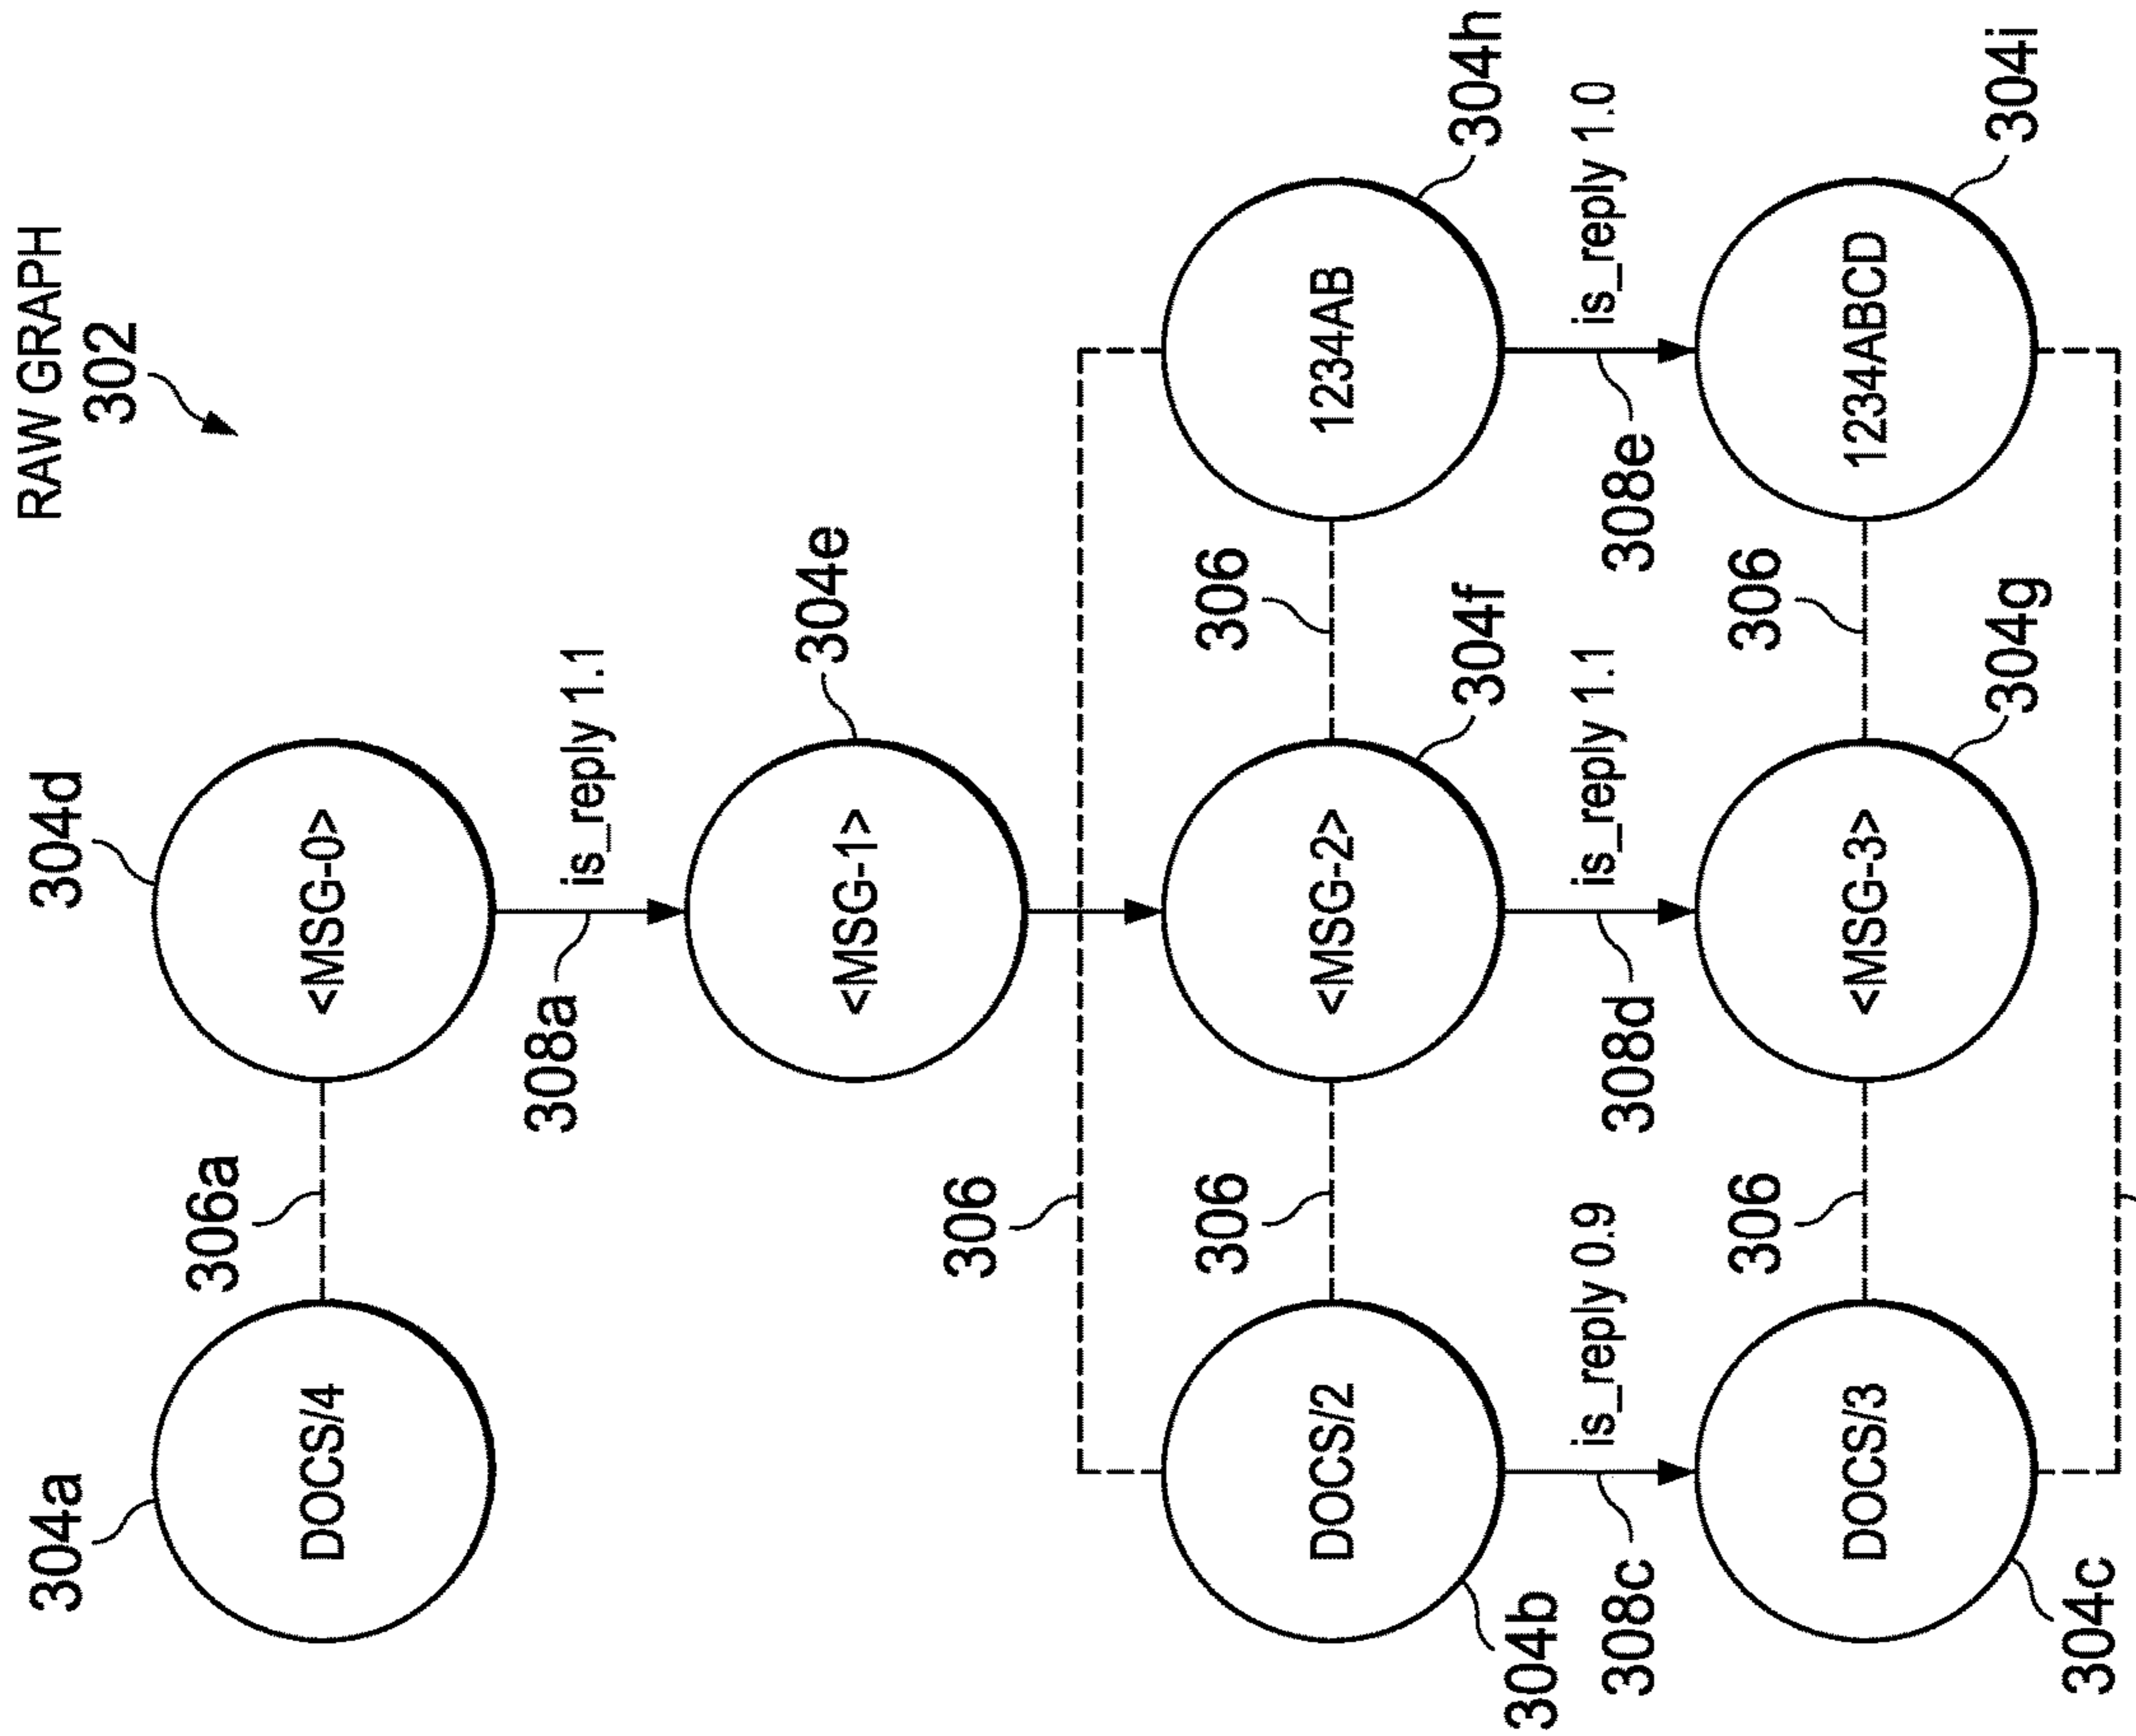 RAW GRAPH
302
304a
304d
DOCS/4
306a
<MSG-0>
308a
is_reply 1.1
<MSG-1>
304e
306
304b
DOCS/2
306
<MSG-2>
304f
306
1234AB
304h
308c
is_reply 0.9
308d
is_reply 1.1
308e
is_reply 1.0
304c
DOCS/3
306
<MSG-3>
304g
306
1234ABCD
304i